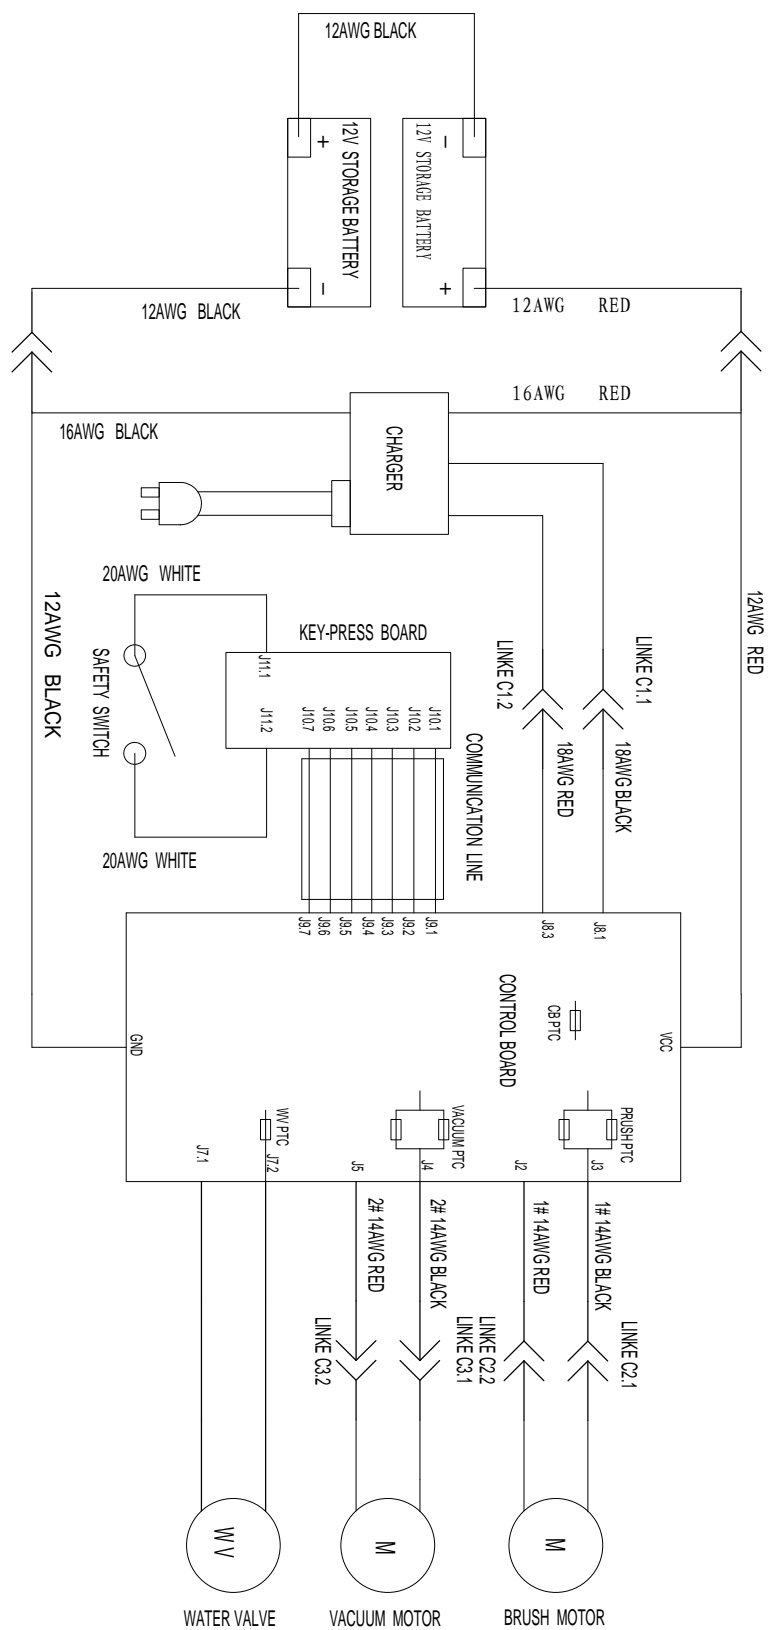 12AWG BLACK
+
12V STORAGE BATTERY
-
-
12V STORAGE BATTERY
+
12AWG BLACK
12AWG RED
16AWG BLACK
CHARGER
16AWG RED
20AWG WHITE
SAFETY SWITCH
20AWG WHITE
12AWG BLACK
12AWG RED
KEY-PRESS BOARD
J11.1
J11.2
J10.7
J10.6
J10.5
J10.4
J10.3
J10.2
J10.1
COMMUNICATION LINE
LINKE C1.2
LINKE C1.1
18AWG RED
18AWG BLACK
J9.7
J9.6
J9.5
J9.4
J9.3
J9.2
J9.1
J8.3
J8.1
CONTROL BOARD
CB PTC
GND
VCC
WV PTC
VACUUM PTC
PRUSH PTC
J7.1
J7.2
J5
J4
J2
J3
2# 14AWG RED
2# 14AWG BLACK
1# 14AWG RED
1# 14AWG BLACK
LINKE C3.2
LINKE C3.1
LINKE C2.2
LINKE C2.1
WV
M
M
WATER VALVE
VACUUM MOTOR
BRUSH MOTOR